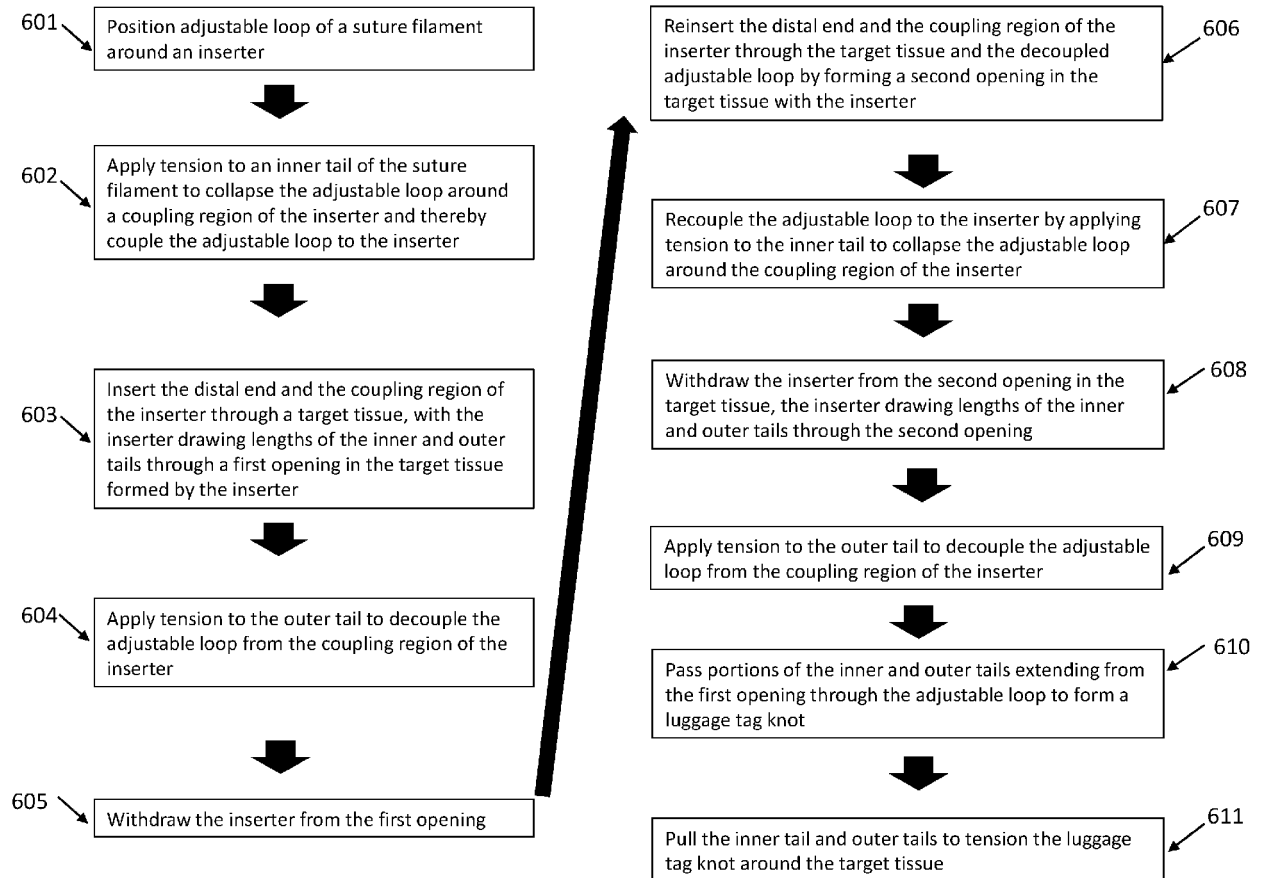 601
Position adjustable loop of a suture filament
around an inserter
602
Apply tension to an inner tail of the suture
filament to collapse the adjustable loop around
a coupling region of the inserter and thereby
couple the adjustable loop to the inserter
603
Insert the distal end and the coupling region of
the inserter through a target tissue, with the
inserter drawing lengths of the inner and outer
tails through a first opening in the target tissue
formed by the inserter
604
Apply tension to the outer tail to decouple the
adjustable loop from the coupling region of the
inserter
605
Withdraw the inserter from the first opening
606
Reinsert the distal end and the coupling region of the
inserter through the target tissue and the decoupled
adjustable loop by forming a second opening in the
target tissue with the inserter
607
Recouple the adjustable loop to the inserter by applying
tension to the inner tail to collapse the adjustable loop
around the coupling region of the inserter
608
Withdraw the inserter from the second opening in the
target tissue, the inserter drawing lengths of the inner
and outer tails through the second opening
609
Apply tension to the outer tail to decouple the adjustable
loop from the coupling region of the inserter
610
Pass portions of the inner and outer tails extending from
the first opening through the adjustable loop to form a
luggage tag knot
611
Pull the inner tail and outer tails to tension the luggage
tag knot around the target tissue